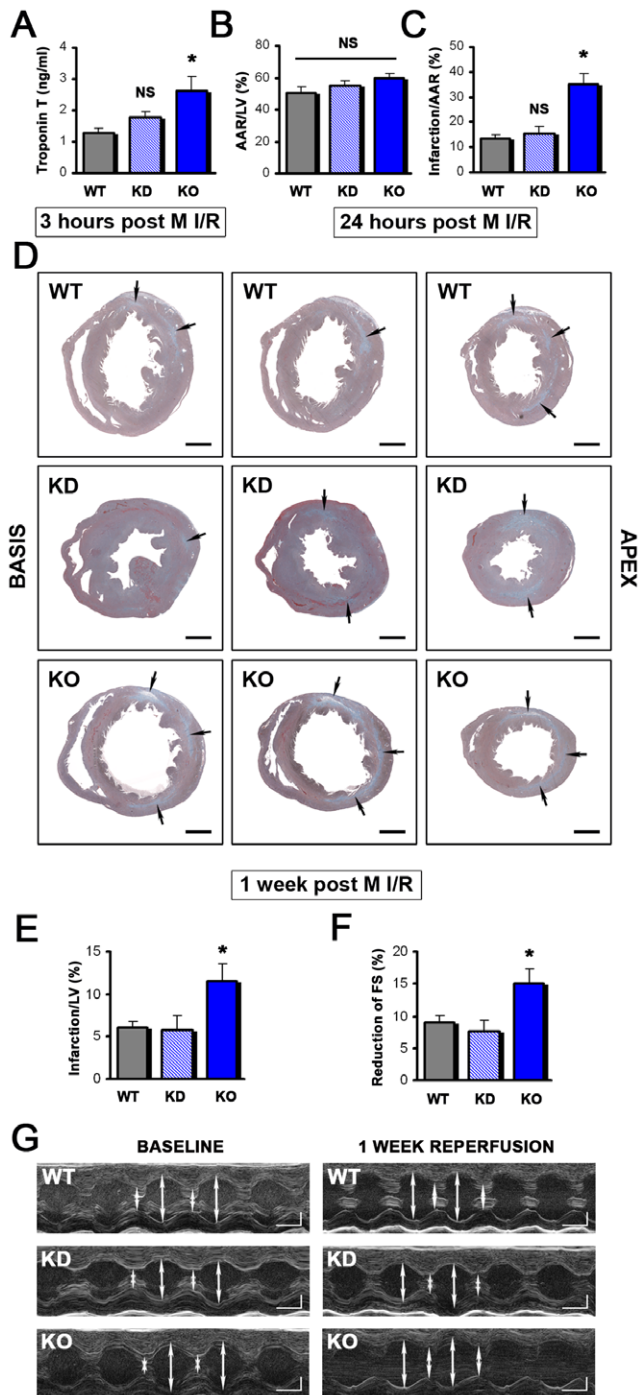 A
Troponin T (ng/ml)
4
3
2
1
0
NS
*
WT KD KO
B
AAR/LV (%)
80
60
40
20
0
NS
WT KD KO
C
Infarction/AAR (%)
50
40
30
20
10
0
NS
*
WT KD KO
3 hours post M I/R
24 hours post M I/R
D
WT WT WT
KD KD KD
BASIS
APEX
KO KO KO
1 week post M I/R
E
Infarction/LV (%)
15
10
5
0
*
WT KD KO
F
Reduction of FS (%)
20
15
10
5
0
*
WT KD KO
G
BASELINE 1 WEEK REPERFUSION
WT WT
KD KD
KO KO